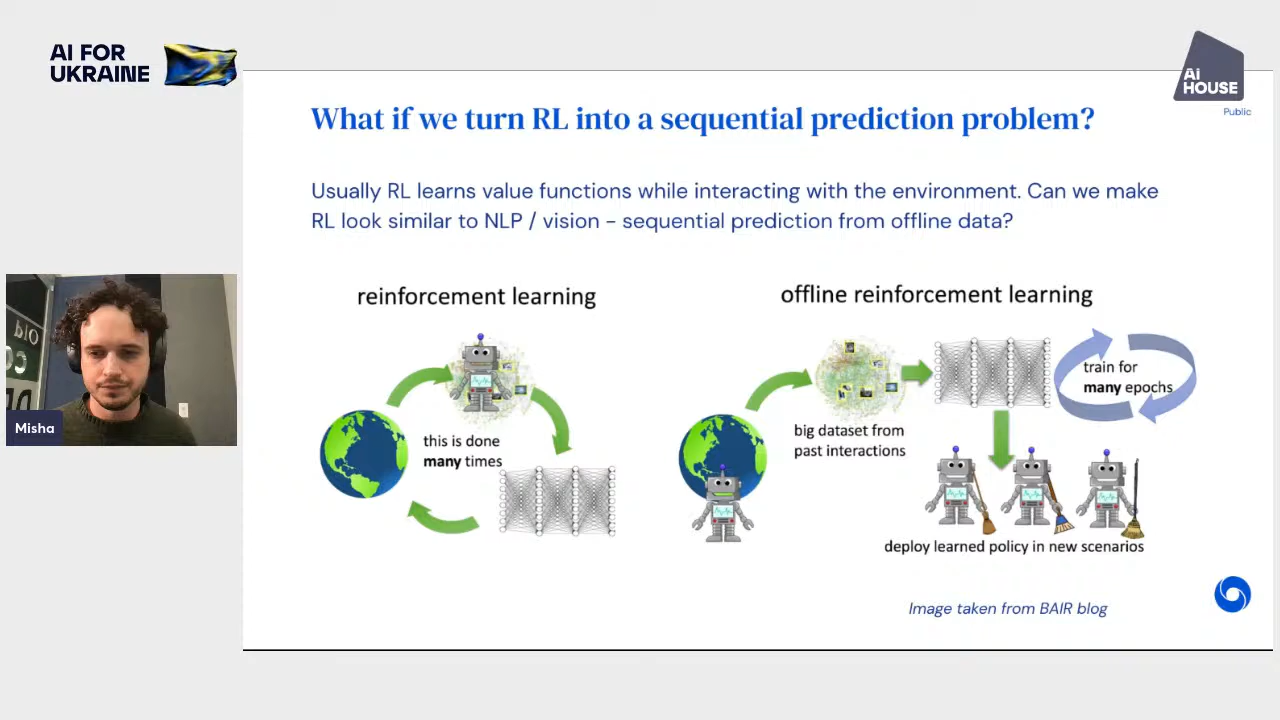 AI FOR
UKRAINE
Ai
HOUSE
Public
What if we turn RL into a sequential prediction problem?
Usually RL learns value functions while interacting with the environment. Can we make
RL look similar to NLP / vision – sequential prediction from offline data?
reinforcement learning
this is done
many times
offline reinforcement learning
big dataset from
past interactions
train for
many epochs
deploy learned policy in new scenarios
Image taken from BAIR blog
Misha